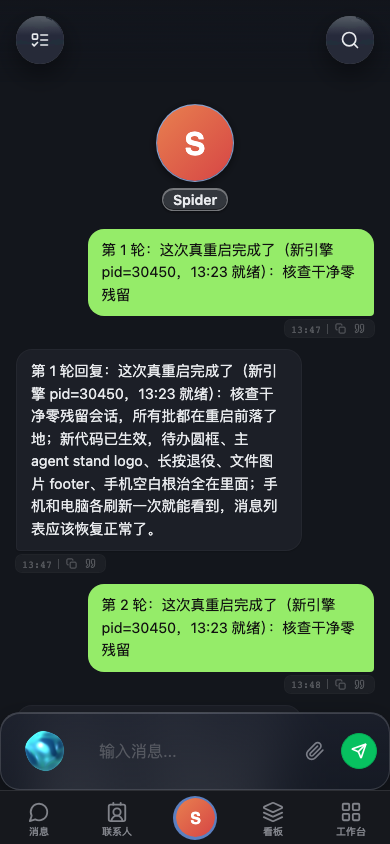 S
Spider
第 1 轮：这次真重启完成了（新引擎
pid=30450，13:23 就绪）：核查干净零
残留
13:47
第 1 轮回复：这次真重启完成了（新引
擎 pid=30450，13:23 就绪）：核查干
净零残留会话，所有批都在重启前落了
地；新代码已生效，待办圆框、主
agent stand logo、长按退役、文件图
片 footer、手机空白根治全在里面；手
机和电脑各刷新一次就能看到，消息列
表应该恢复正常了。
13:47
第 2 轮：这次真重启完成了（新引擎
pid=30450，13:23 就绪）：核查干净零
残留
13:48
输入消息...
消息
联系人
S
看板
工作台